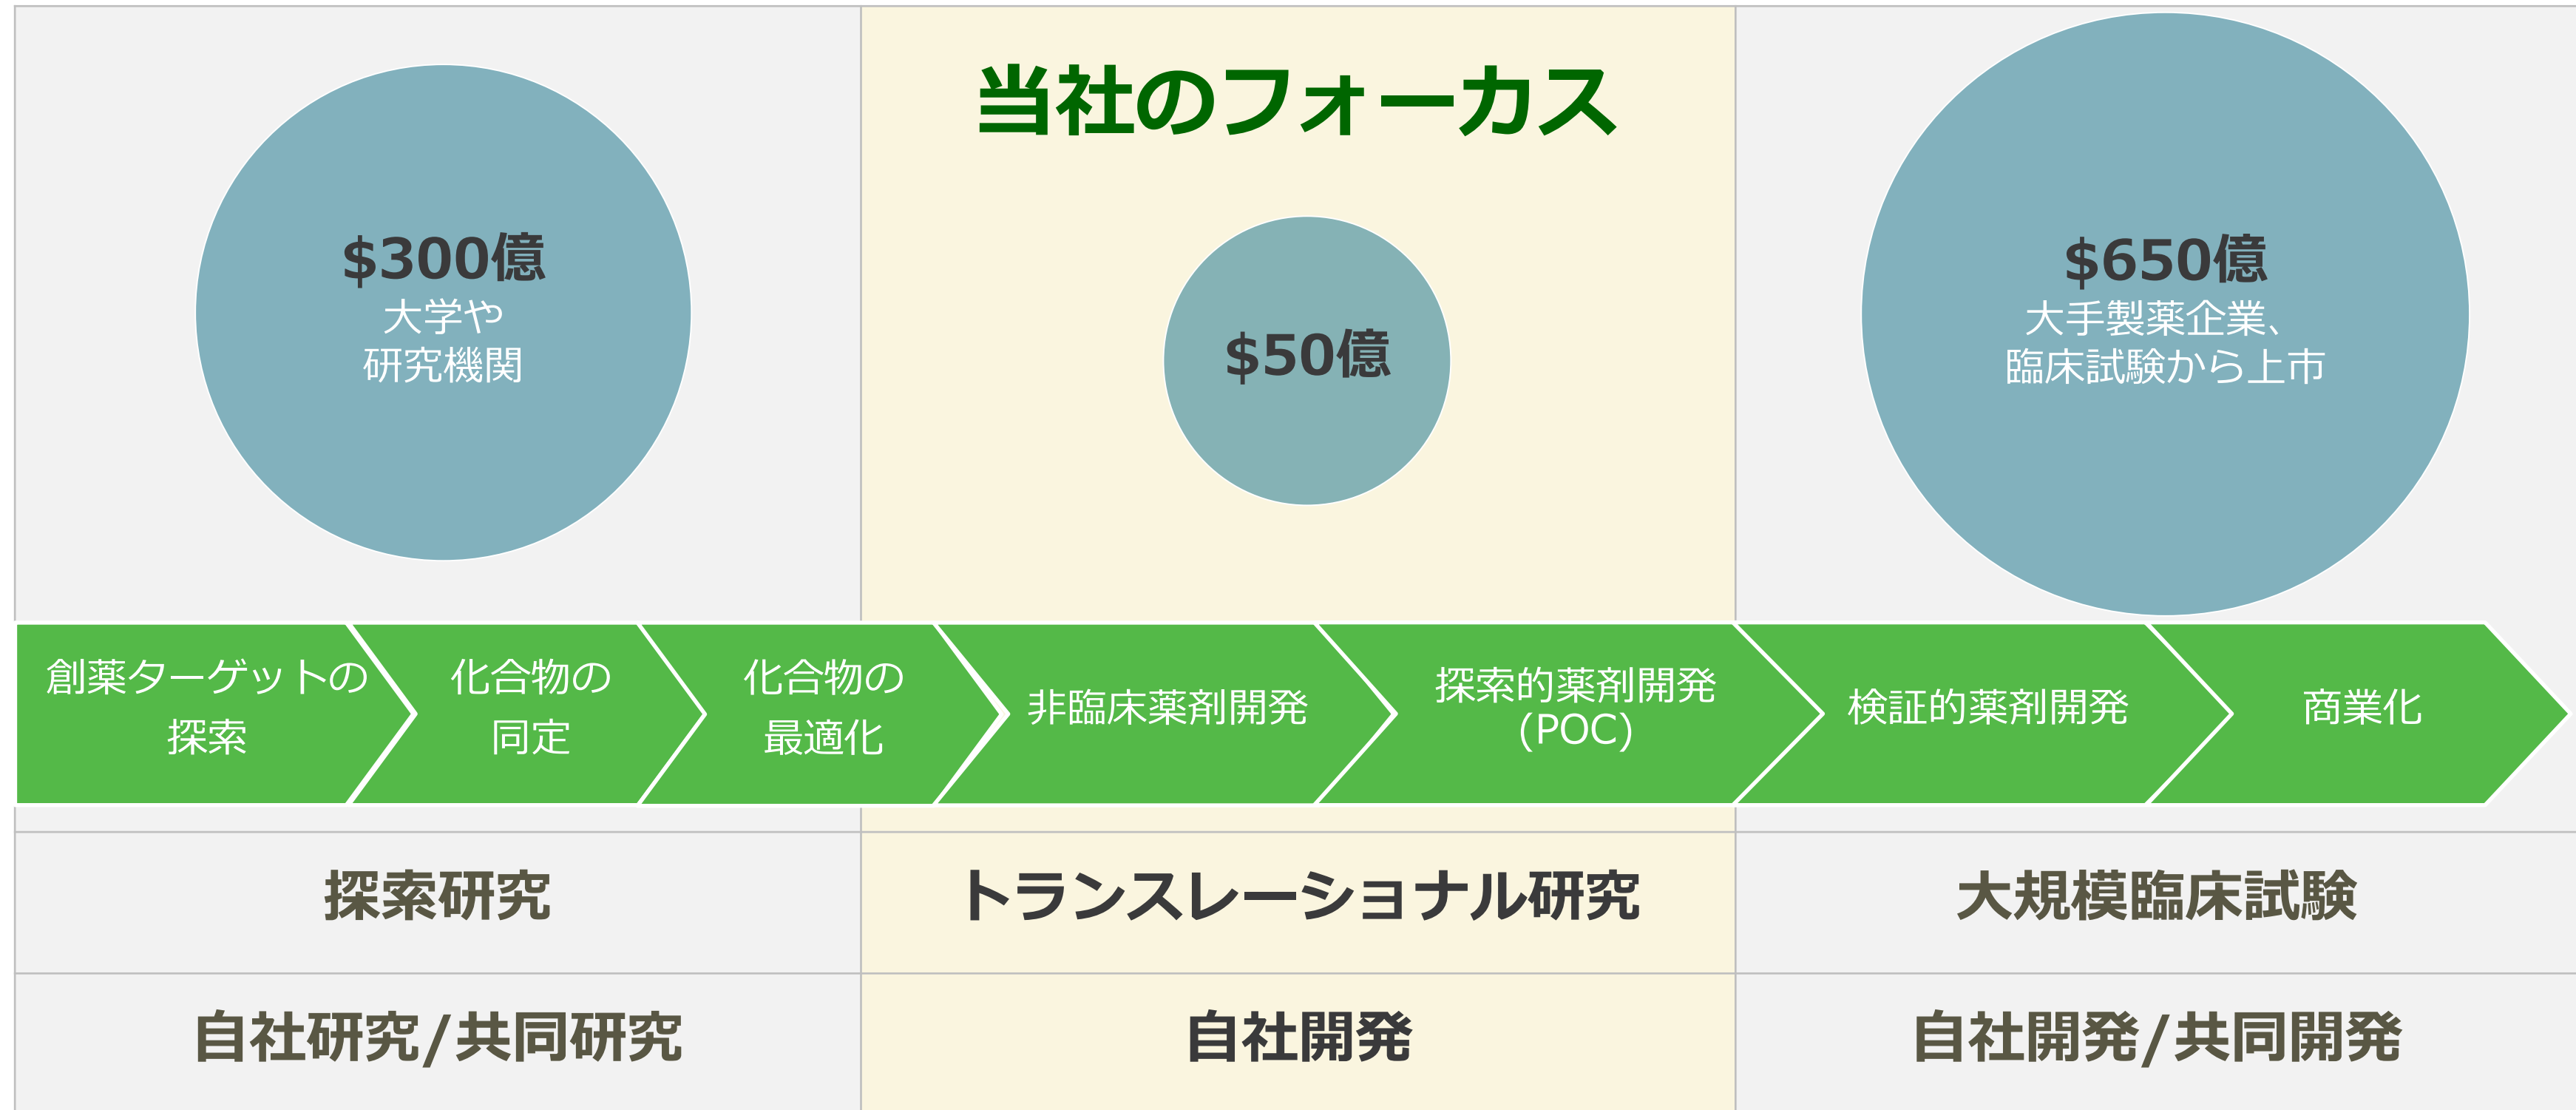 当社のフォーカス
$300億
大学や
研究機関
$50億
$650億
大手製薬企業、
臨床試験から上市
創薬ターゲットの
探索
化合物の
同定
化合物の
最適化
非臨床薬剤開発
探索的薬剤開発
(POC)
検証的薬剤開発
商業化
探索研究
トランスレーショナル研究
大規模臨床試験
自社研究/共同研究
自社開発
自社開発/共同開発